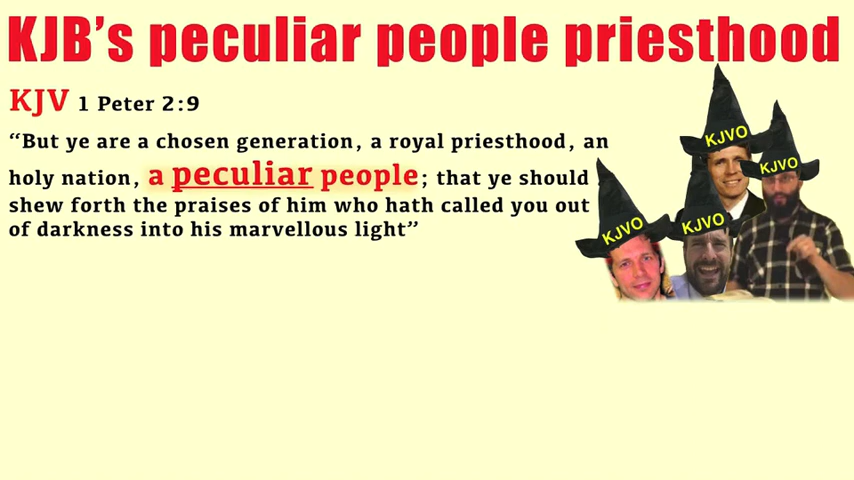 KJB's peculiar people priesthood
KJV 1 Peter 2:9
“But ye are a chosen generation, a royal priesthood, an
holy nation, a peculiar people; that ye should
shew forth the praises of him who hath called you out
of darkness into his marvellous light”
KJVO
KJVO
KJVO
KJVO